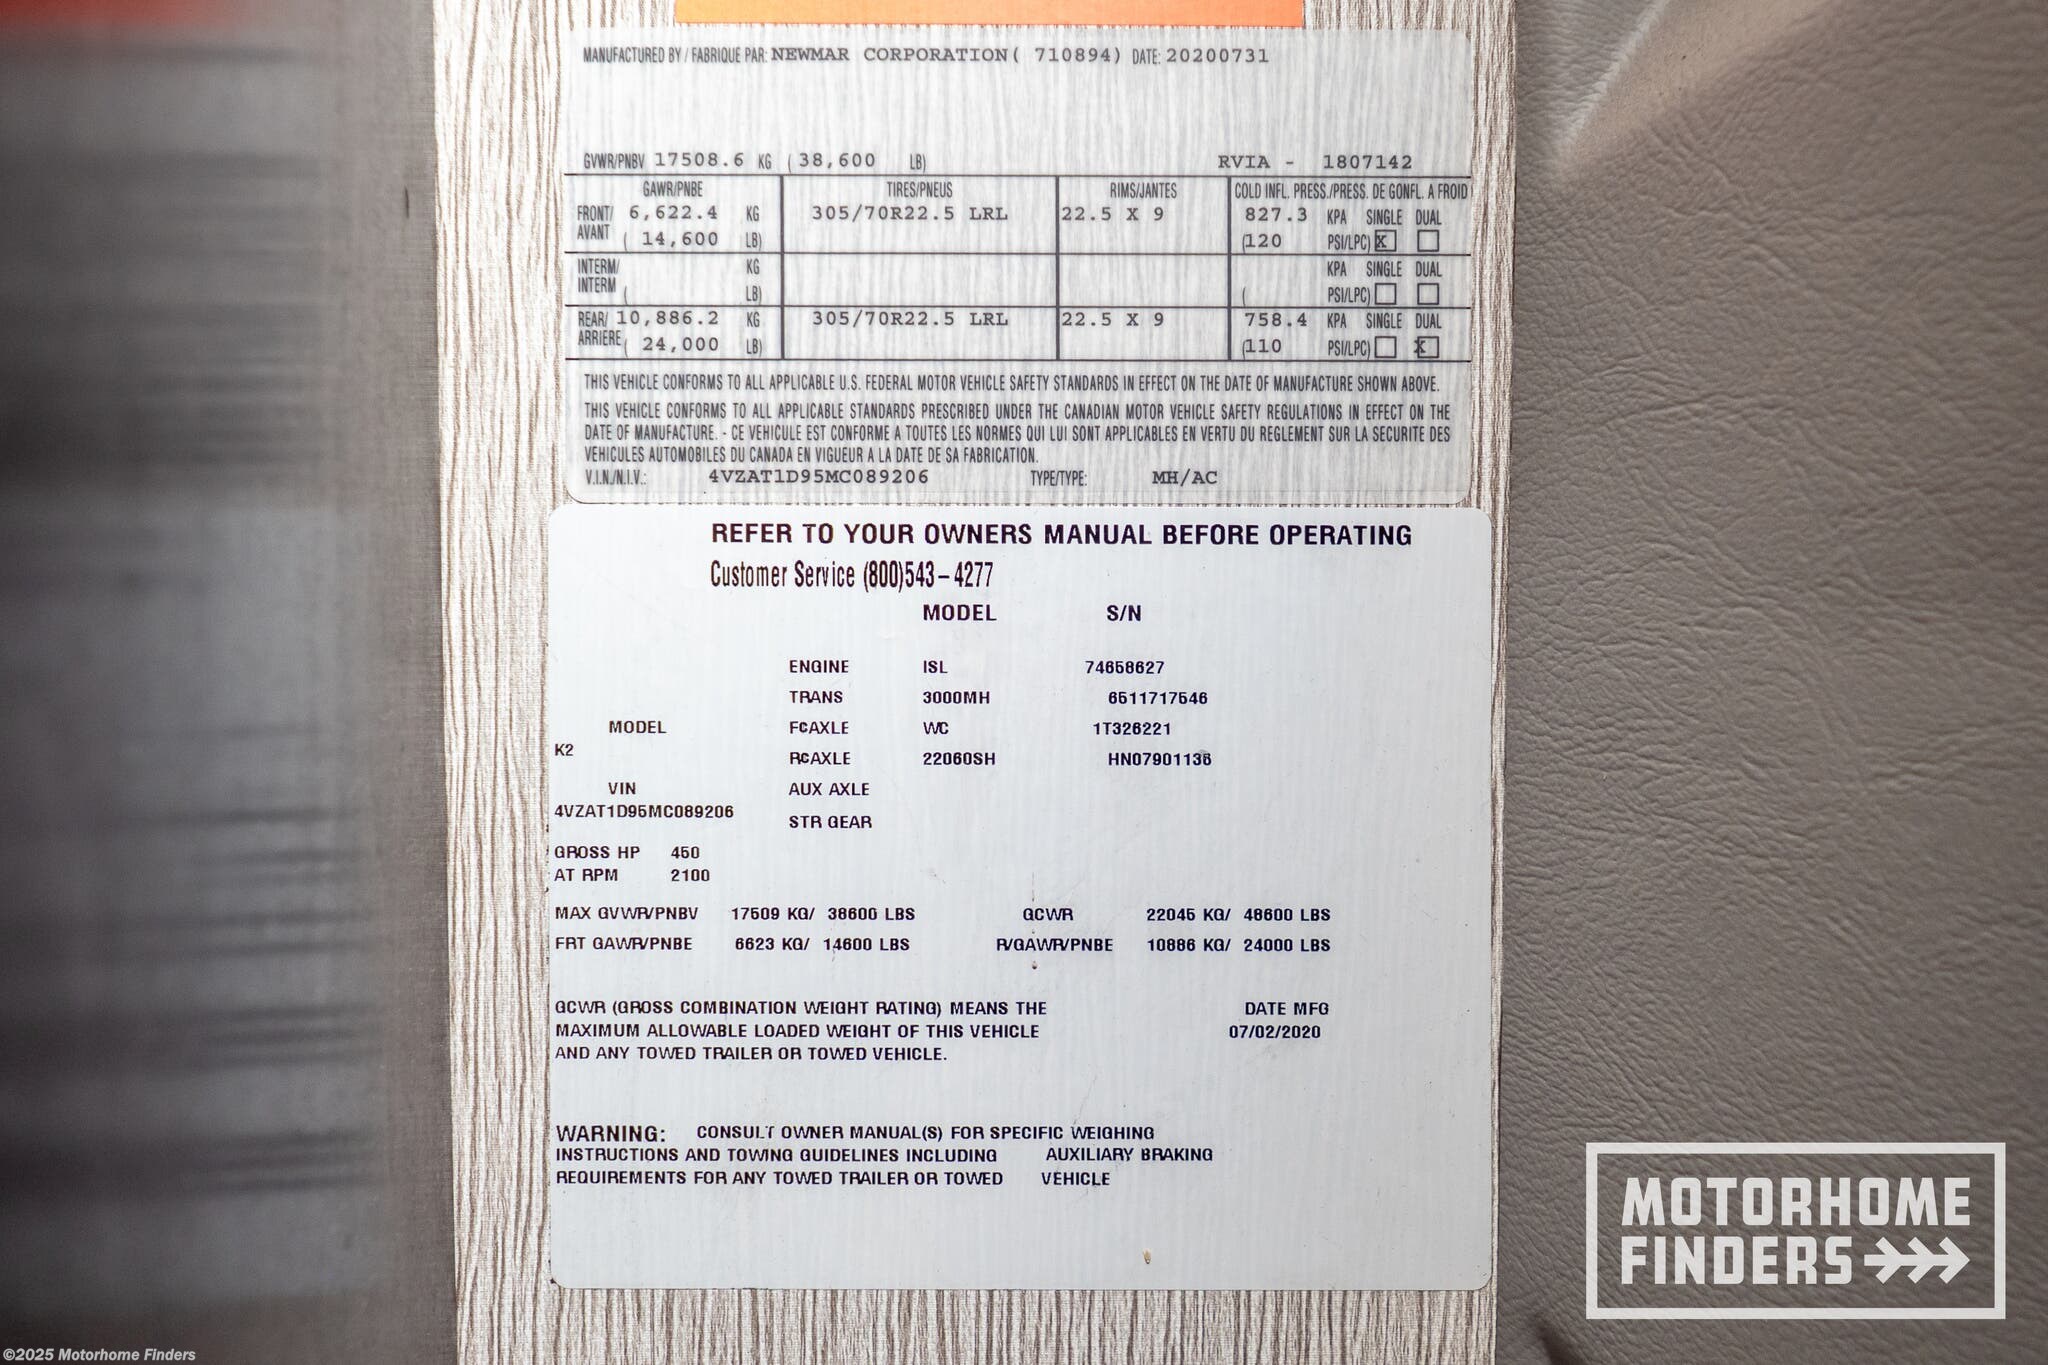 MANUFACTURED BY / FABRIQUE PAR: NEWMAR CORPORATION( 710894) DATE: 20200731
GVWR/PNBV 17508.6 KG ( 38,600 LB) RVIA - 1807142
GAWR/PNBE TIRES/PNEUS RIMS/JANTES COLD INFL. PRESS./PRESS. DE GONFL. A FROID
FRONT/ 6,622.4 KG 305/70R22.5 LRL 22.5 X 9 827.3 KPA SINGLE DUAL
AVANT ( 14,600 LB) (120 PSI/LPC) X
INTERM/ KG KPA SINGLE DUAL
INTERM ( LB) ( PSI/LPC)
REAR/ 10,886.2 KG 305/70R22.5 LRL 22.5 X 9 758.4 KPA SINGLE DUAL
ARRIERE ( 24,000 LB) (110 PSI/LPC) X
THIS VEHICLE CONFORMS TO ALL APPLICABLE U.S. FEDERAL MOTOR VEHICLE SAFETY STANDARDS IN EFFECT ON THE DATE OF MANUFACTURE SHOWN ABOVE.
THIS VEHICLE CONFORMS TO ALL APPLICABLE STANDARDS PRESCRIBED UNDER THE CANADIAN MOTOR VEHICLE SAFETY REGULATIONS IN EFFECT ON THE
DATE OF MANUFACTURE. - CE VEHICULE EST CONFORME A TOUTES LES NORMES QUI LUI SONT APPLICABLES EN VERTU DU REGLEMENT SUR LA SECURITE DES
VEHICULES AUTOMOBILES DU CANADA EN VIGUEUR A LA DATE DE SA FABRICATION.
V.I.N./N.I.V.: 4VZAT1D95MC089206 TYPE/TYPE: MH/AC
REFER TO YOUR OWNERS MANUAL BEFORE OPERATING
Customer Service (800)543-4277
MODEL S/N
ENGINE ISL 74658627
TRANS 3000MH 6511717546
MODEL FCAXLE WC 1T326221
K2 RCAXLE 22060SH HN07901136
VIN AUX AXLE
4VZAT1D95MC089206 STR GEAR
GROSS HP 450
AT RPM 2100
MAX GVWR/PNBV 17509 KG/ 38600 LBS GCWR 22045 KG/ 48600 LBS
FRT GAWR/PNBE 6623 KG/ 14600 LBS R/GAWR/PNBE 10886 KG/ 24000 LBS
GCWR (GROSS COMBINATION WEIGHT RATING) MEANS THE DATE MFG
MAXIMUM ALLOWABLE LOADED WEIGHT OF THIS VEHICLE 07/02/2020
AND ANY TOWED TRAILER OR TOWED VEHICLE.
WARNING: CONSULT OWNER MANUAL(S) FOR SPECIFIC WEIGHING
INSTRUCTIONS AND TOWING GUIDELINES INCLUDING AUXILIARY BRAKING
REQUIREMENTS FOR ANY TOWED TRAILER OR TOWED VEHICLE
MOTORHOME
FINDERS
©2025 Motorhome Finders